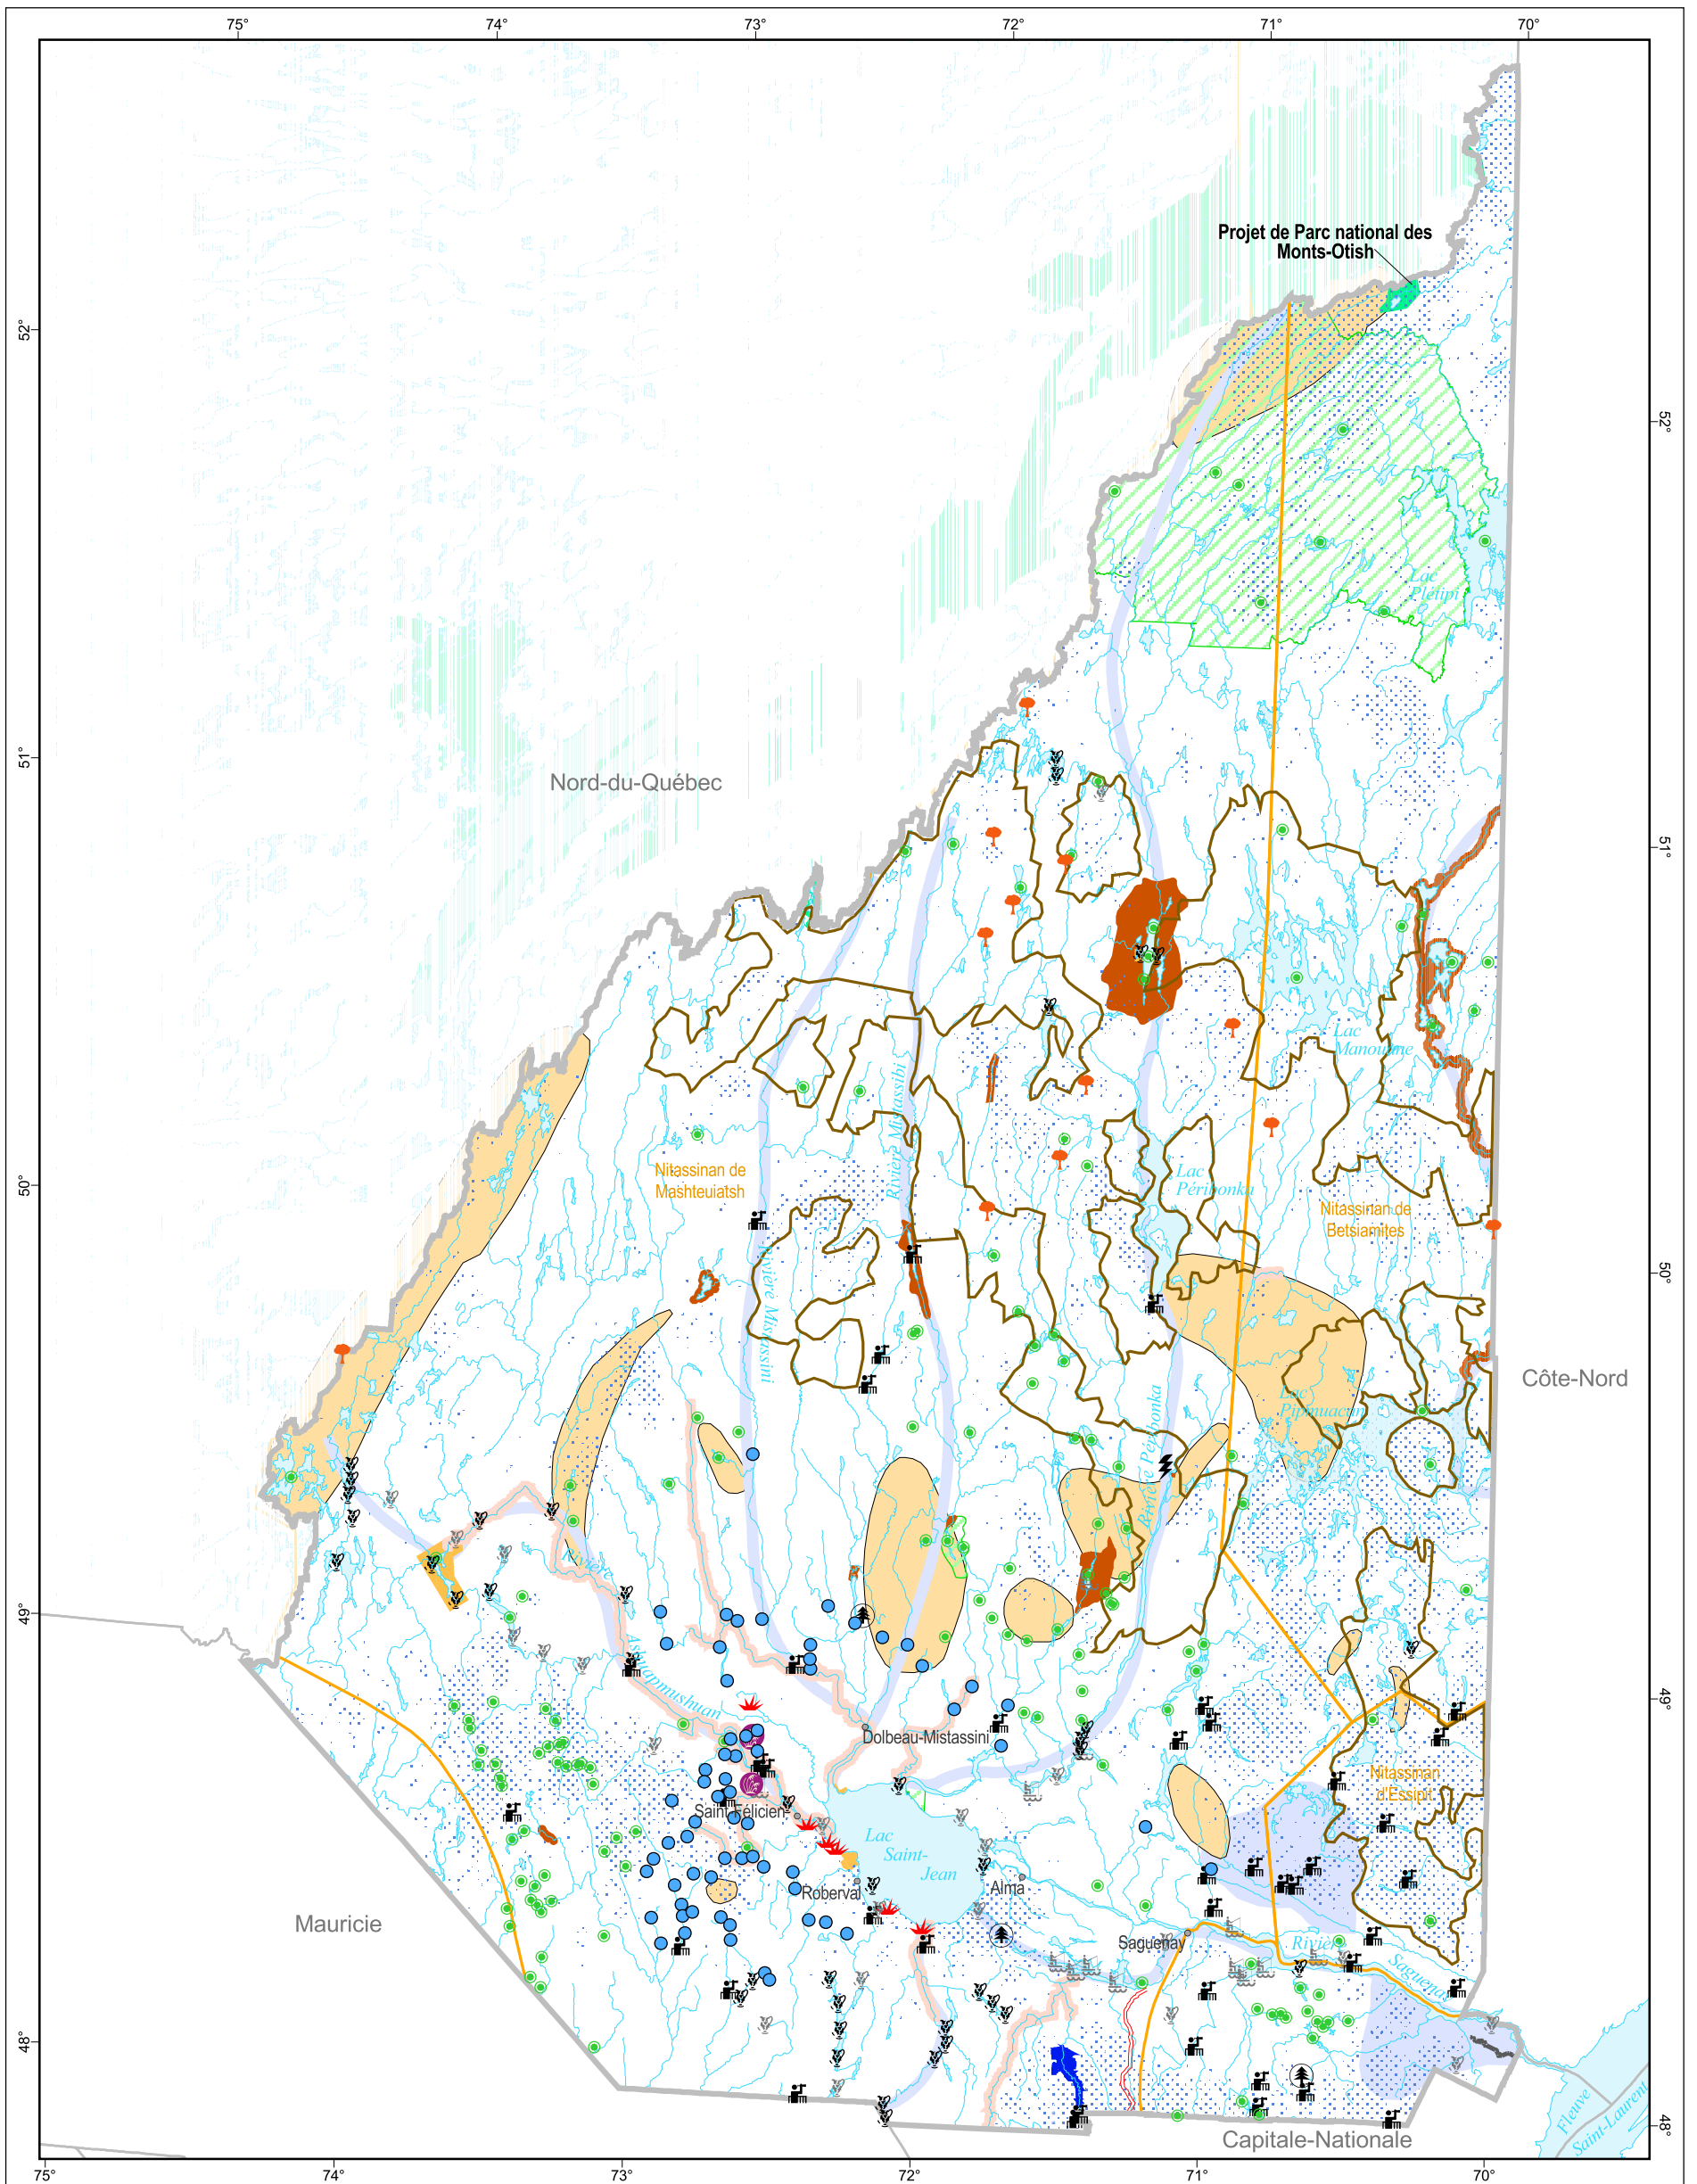 75°
74°
73°
72°
71°
70°
Projet de Parc national des
Monts-Otish
52°
52°
Lac
Plétipi
51°
Nord-du-Québec
51°
Lac
Manouane
Rivière Mistassibi
Nitassinan de
Mashteuiatsh
50°
Lac
Péribonka
Nitassinan de
Betsiamites
50°
Rivière Mistassini
Côte-Nord
Lac
Pipmuacan
Rivière Péribonka
Rivière
Ashuapmushuan
49°
49°
Dolbeau-Mistassini
Nitassinan
d'Essipit
Saint-Félicien
Lac
Saint-
Jean
Roberval
Alma
Mauricie
Saguenay
Rivière
Saguenay
48°
48°
Capitale-Nationale
Fleuve
Saint-Laurent
75°
74°
73°
72°
71°
70°